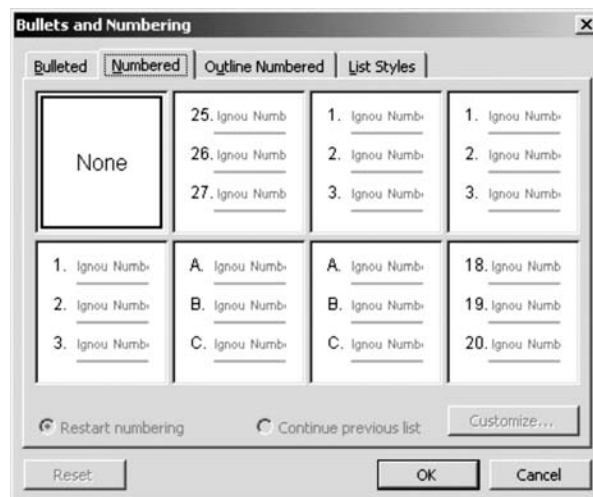 Bullets and Numbering
Bulleted Numbered Outline Numbered List Styles
None
25. Ignou Numb
26. Ignou Numb
27. Ignou Numb
1. Ignou Numb
2. Ignou Numb
3. Ignou Numb
1. Ignou Numb
2. Ignou Numb
3. Ignou Numb
1. Ignou Numb
2. Ignou Numb
3. Ignou Numb
A. Ignou Numb
B. Ignou Numb
C. Ignou Numb
A. Ignou Numb
B. Ignou Numb
C. Ignou Numb
18. Ignou Numb
19. Ignou Numb
20. Ignou Numb
Restart numbering Continue previous list Customize...
Reset OK Cancel